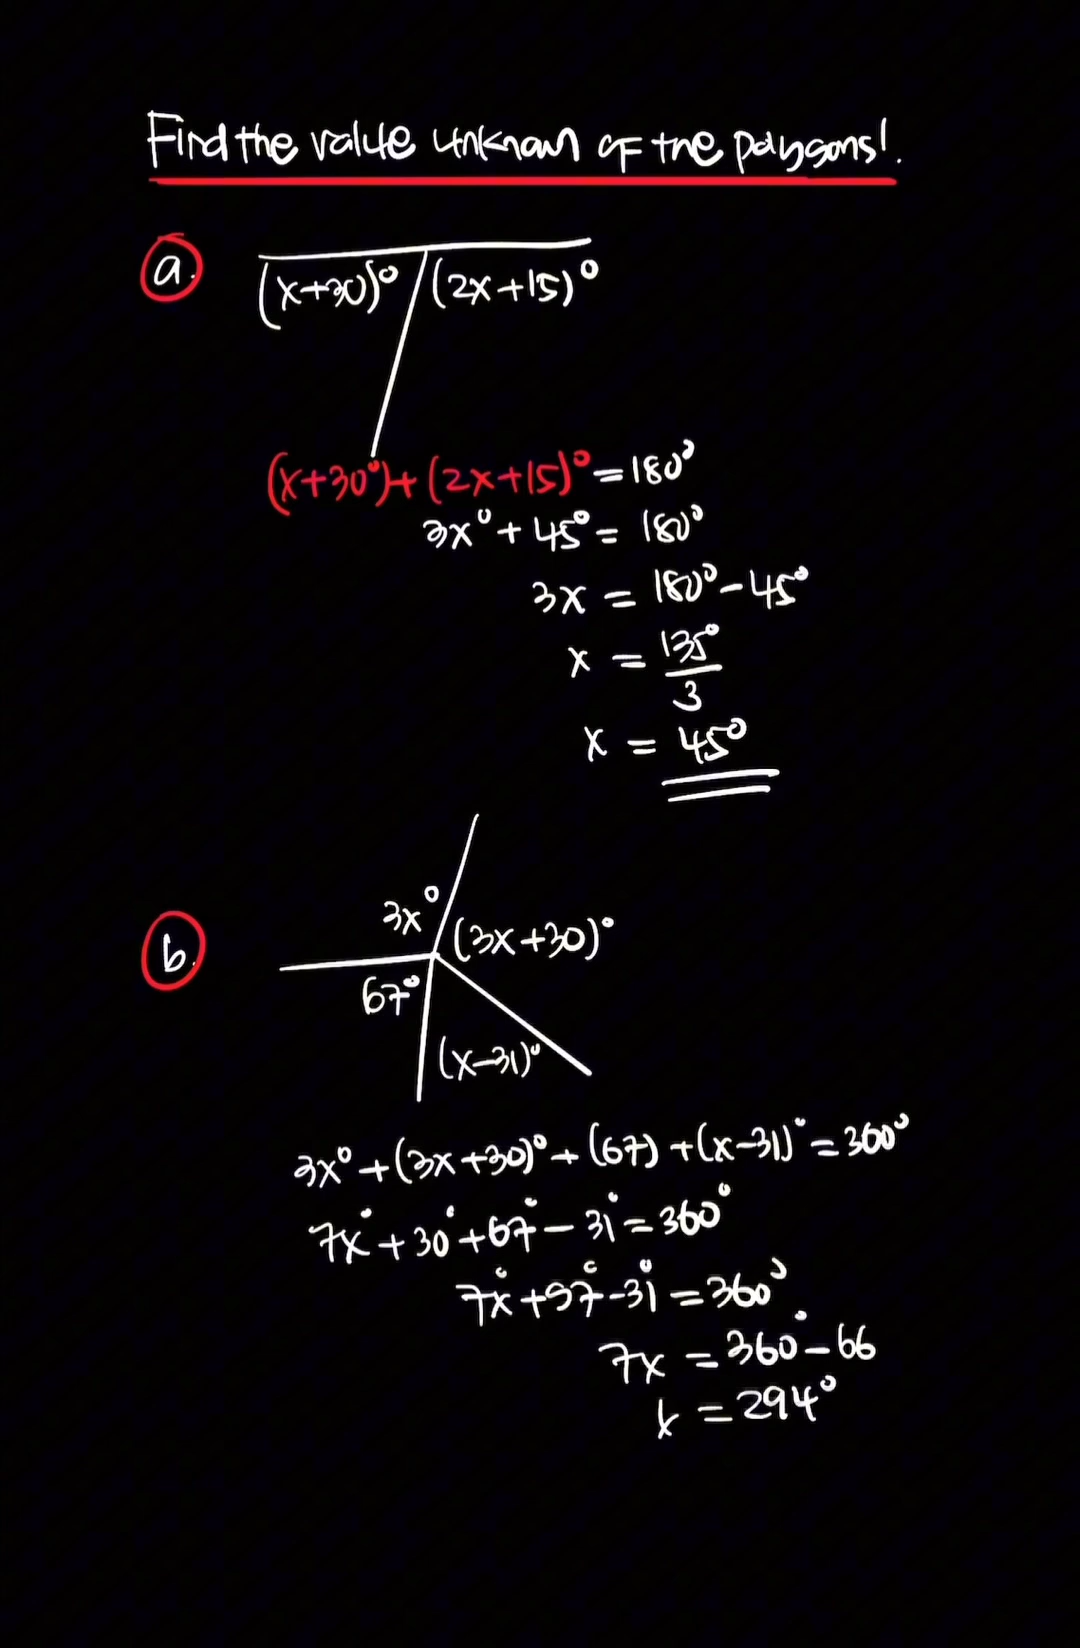 Find the value unknown of the polygons!.
a.
(x+30)° (2x+15)°
(x+30°)+(2x+15)°=180°
3x°+45°=180°
3x = 180°-45°
x = 135°
3
x = 45°
b.
3x° (3x+30)°
67°
(x-31)°
3x°+(3x+30)°+(67)+(x-31)°=360°
7x°+30°+67°-31°=360°
7x°+97°-31°=360°
7x =360°-66
x =294°